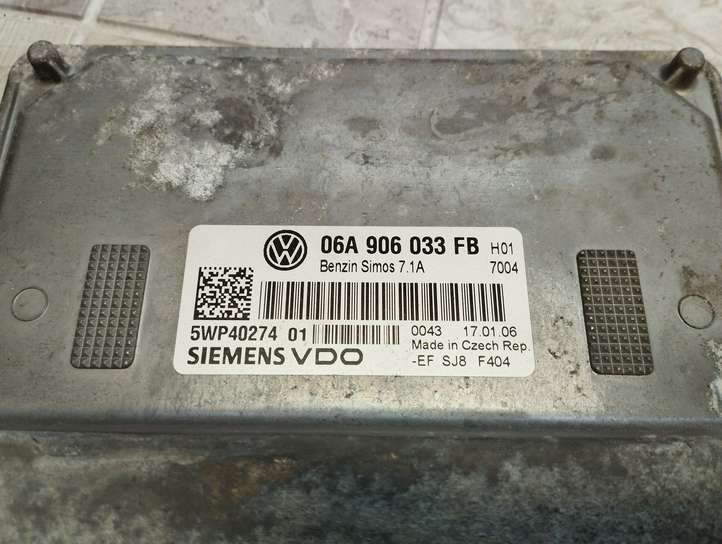 06A 906 033 FB H01
Benzin Simos 7.1A 7004
5WP40274 01 0043 17.01.06
Made in Czech Rep.
SIEMENS VDO -EF SJ8 F404